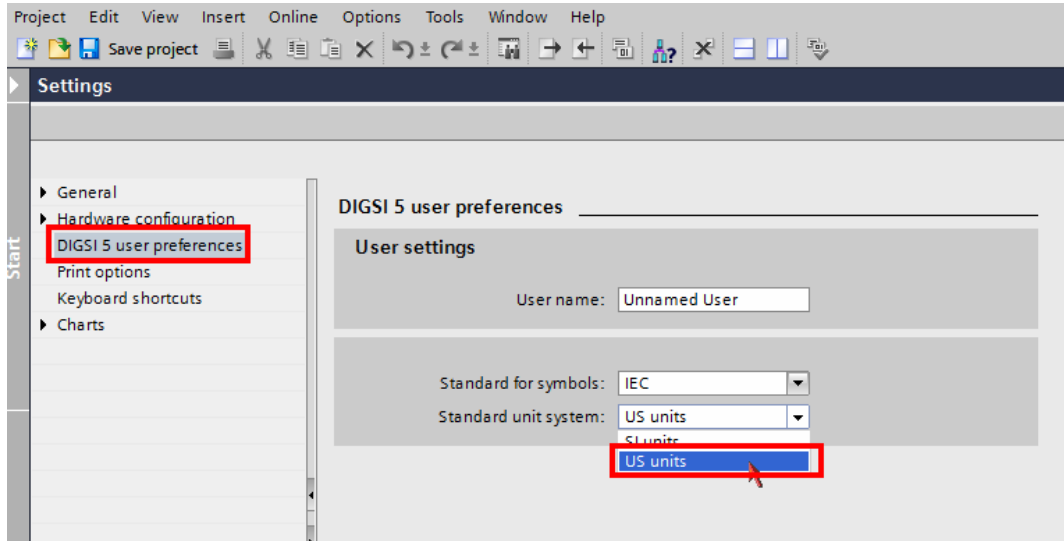 Project Edit View Insert Online Options Tools Window Help
Save project
Settings
Start
General
Hardware configuration
DIGSI 5 user preferences
Print options
Keyboard shortcuts
Charts
DIGSI 5 user preferences
User settings
User name: Unnamed User
Standard for symbols: IEC
Standard unit system: US units
SI units
US units